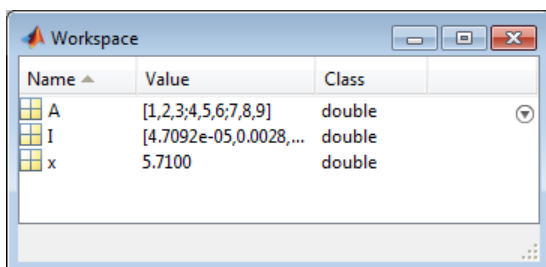 Workspace
Name Value Class
A [1,2,3;4,5,6;7,8,9] double
I [4.7092e-05,0.0028,... double
x 5.7100 double